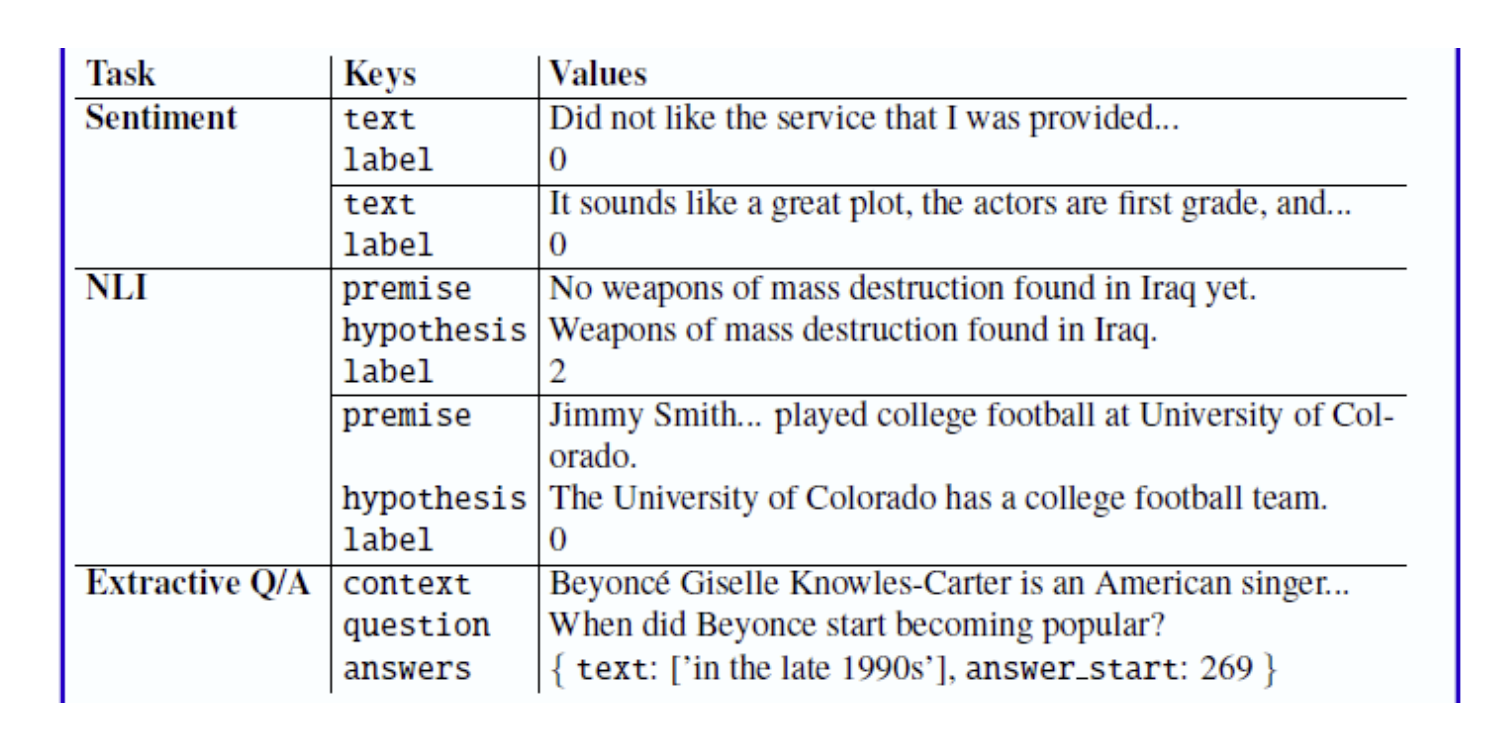 Task Keys Values
Sentiment text Did not like the service that I was provided...
label 0
text It sounds like a great plot, the actors are first grade, and...
label 0
NLI premise No weapons of mass destruction found in Iraq yet.
hypothesis Weapons of mass destruction found in Iraq.
label 2
premise Jimmy Smith... played college football at University of Col-
orado.
hypothesis The University of Colorado has a college football team.
label 0
Extractive Q/A context Beyoncé Giselle Knowles-Carter is an American singer...
question When did Beyonce start becoming popular?
answers { text: ['in the late 1990s'], answer_start: 269 }